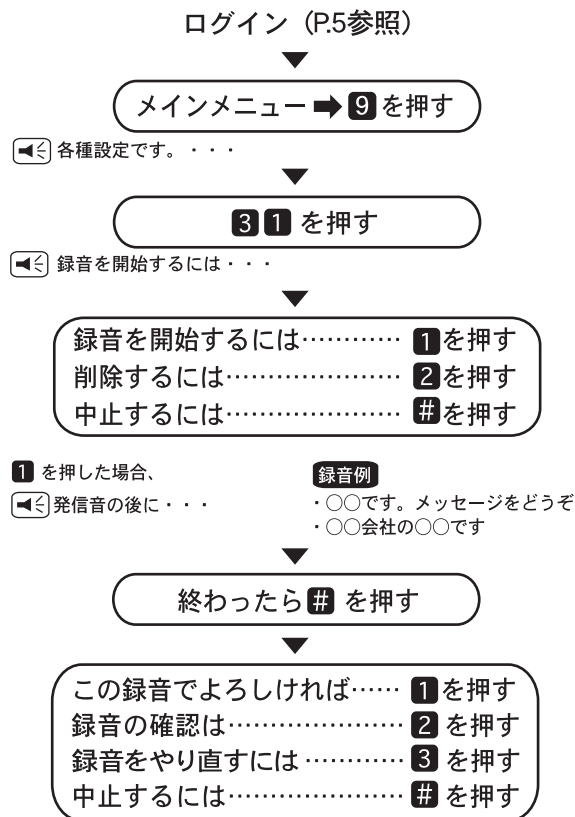 ログイン（P.5参照）
メインメニュー➡9を押す
各種設定です。・・・
31を押す
録音を開始するには・・・
録音を開始するには………… 1を押す
削除するには…………………… 2を押す
中止するには…………………… #を押す
1 を押した場合、
発信音の後に・・・
録音例
・○○です。メッセージをどうぞ
・○○会社の○○です
終わったら # を押す
この録音でよろしければ…… 1を押す
録音の確認は…………………… 2 を押す
録音をやり直すには ………… 3 を押す
中止するには…………………… # を押す